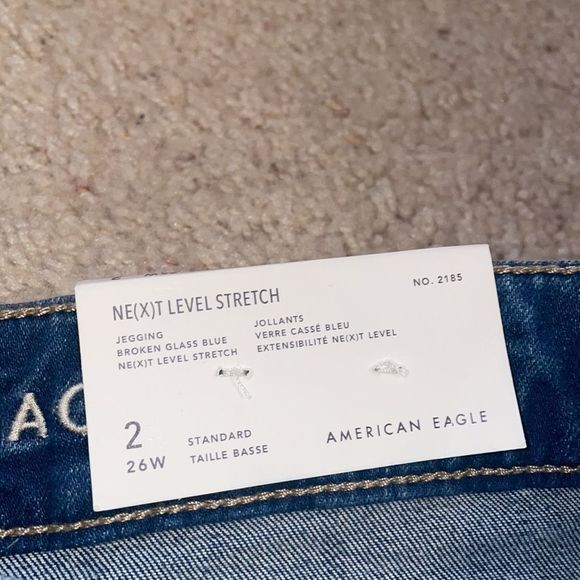 NE(X)T LEVEL STRETCH
NO. 2185
JEGGING
BROKEN GLASS BLUE
NE(X)T LEVEL STRETCH
JOLLANTS
VERRE CASSÉ BLEU
EXTENSIBILITÉ NE(X)T LEVEL
2
26W
STANDARD
TAILLE BASSE
AMERICAN EAGLE